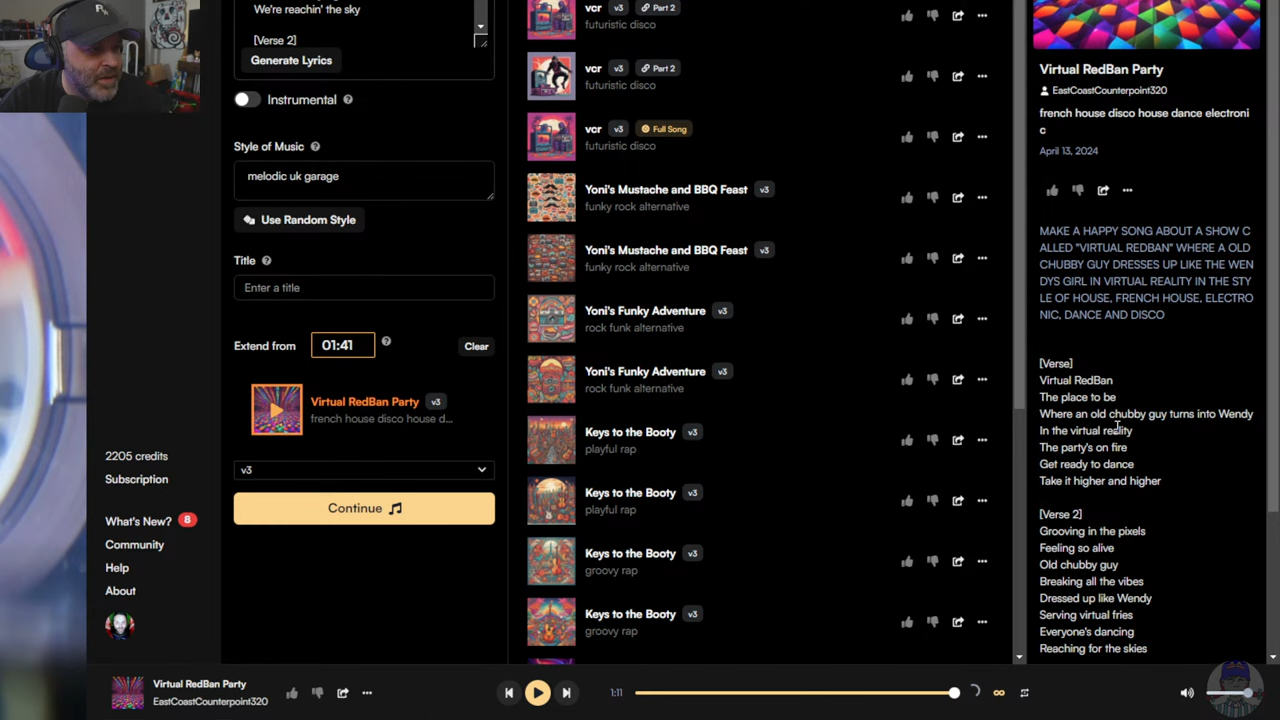 We're reachin' the sky
[Verse 2]
Generate Lyrics
Instrumental
Style of Music
melodic uk garage
Use Random Style
Title
Enter a title
Extend from
01:41
Clear
Virtual RedBan Party v3
french house disco house d...
v3
Continue
2205 credits
Subscription
What's New? 8
Community
Help
About
vcr v3 Part 2
futuristic disco
vcr v3 Part 2
futuristic disco
vcr v3 Full Song
futuristic disco
Yoni's Mustache and BBQ Feast v3
funky rock alternative
Yoni's Mustache and BBQ Feast v3
funky rock alternative
Yoni's Funky Adventure v3
rock funk alternative
Yoni's Funky Adventure v3
rock funk alternative
Keys to the Booty v3
playful rap
Keys to the Booty v3
playful rap
Keys to the Booty v3
groovy rap
Keys to the Booty v3
groovy rap
Virtual RedBan Party
EastCoastCounterpoint320
french house disco house dance electroni
c
April 13, 2024
MAKE A HAPPY SONG ABOUT A SHOW C
ALLED "VIRTUAL REDBAN" WHERE A OLD
CHUBBY GUY DRESSES UP LIKE THE WEN
DYS GIRL IN VIRTUAL REALITY IN THE STY
LE OF HOUSE, FRENCH HOUSE, ELECTRO
NIC, DANCE AND DISCO
[Verse]
Virtual RedBan
The place to be
Where an old chubby guy turns into Wendy
In the virtual reality
The party's on fire
Get ready to dance
Take it higher and higher
[Verse 2]
Grooving in the pixels
Feeling so alive
Old chubby guy
Breaking all the vibes
Dressed up like Wendy
Serving virtual fries
Everyone's dancing
Reaching for the skies
Virtual RedBan Party
EastCoastCounterpoint320
1:11